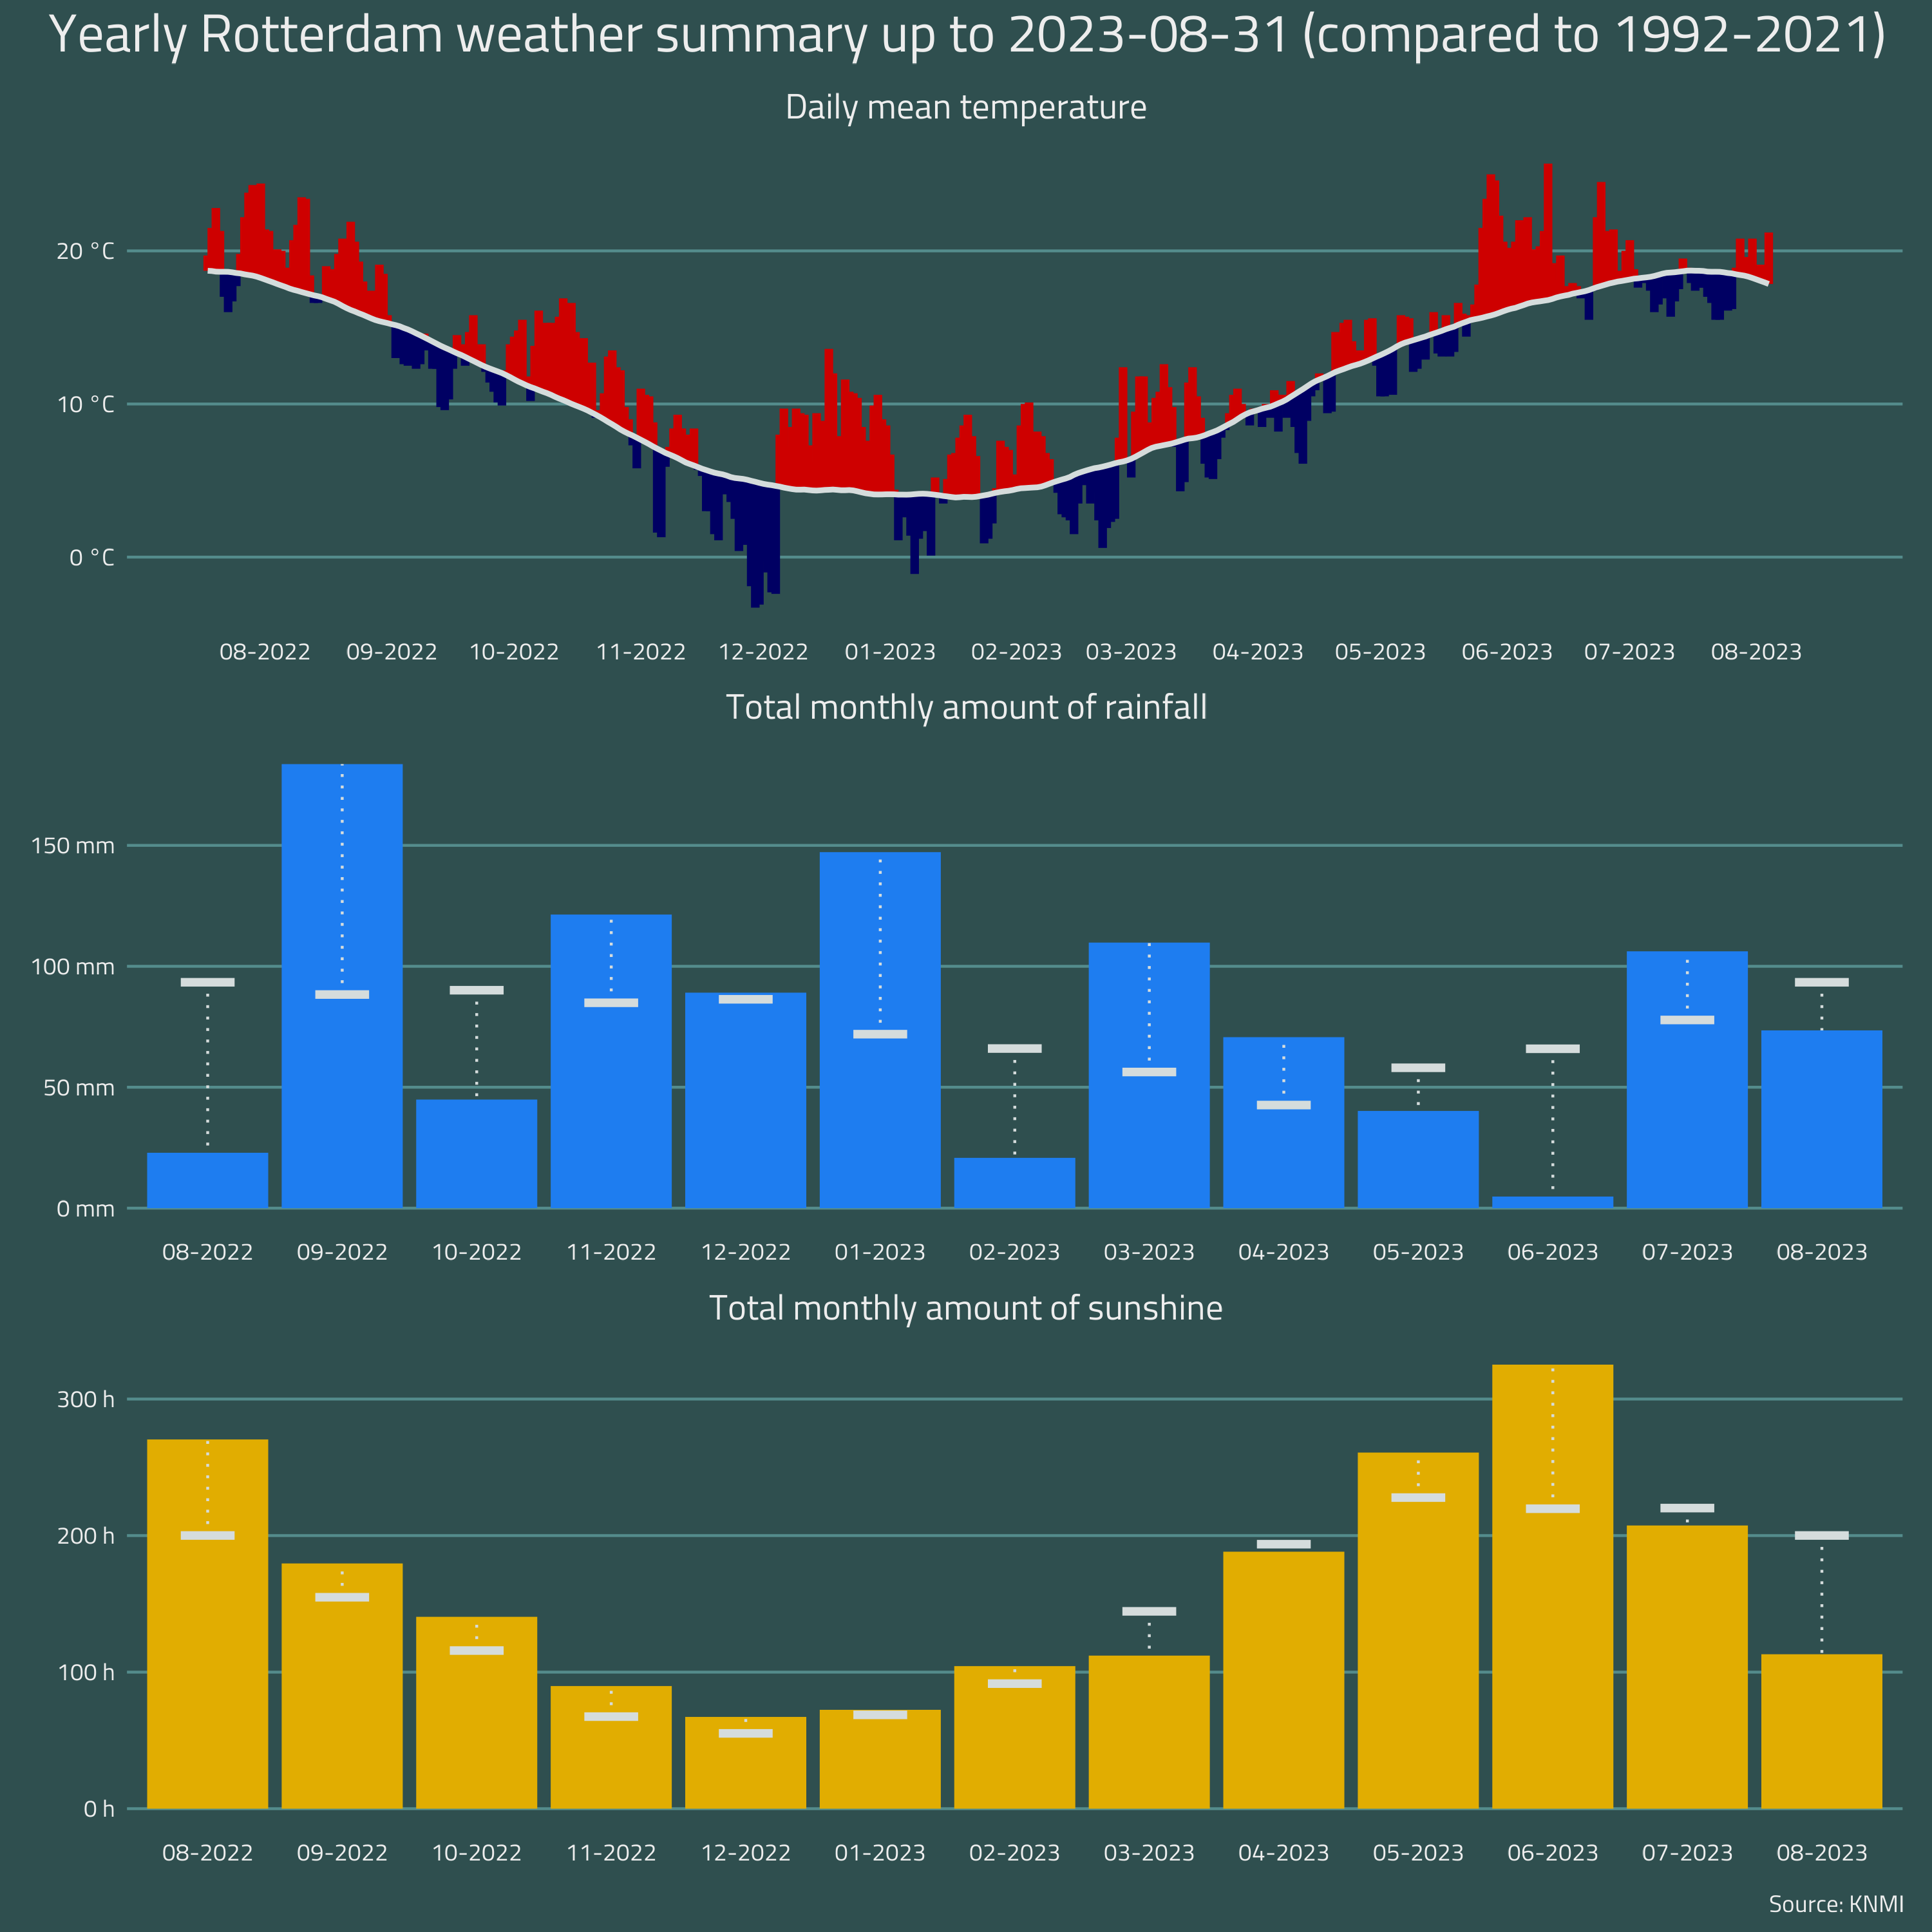 Yearly Rotterdam weather summary up to 2023-08-31 (compared to 1992-2021)
Daily mean temperature
20 °C
10 °C
0 °C
08-2022 09-2022 10-2022 11-2022 12-2022 01-2023 02-2023 03-2023 04-2023 05-2023 06-2023 07-2023 08-2023
Total monthly amount of rainfall
150 mm
100 mm
50 mm
0 mm
08-2022 09-2022 10-2022 11-2022 12-2022 01-2023 02-2023 03-2023 04-2023 05-2023 06-2023 07-2023 08-2023
Total monthly amount of sunshine
300 h
200 h
100 h
0 h
08-2022 09-2022 10-2022 11-2022 12-2022 01-2023 02-2023 03-2023 04-2023 05-2023 06-2023 07-2023 08-2023
Source: KNMI